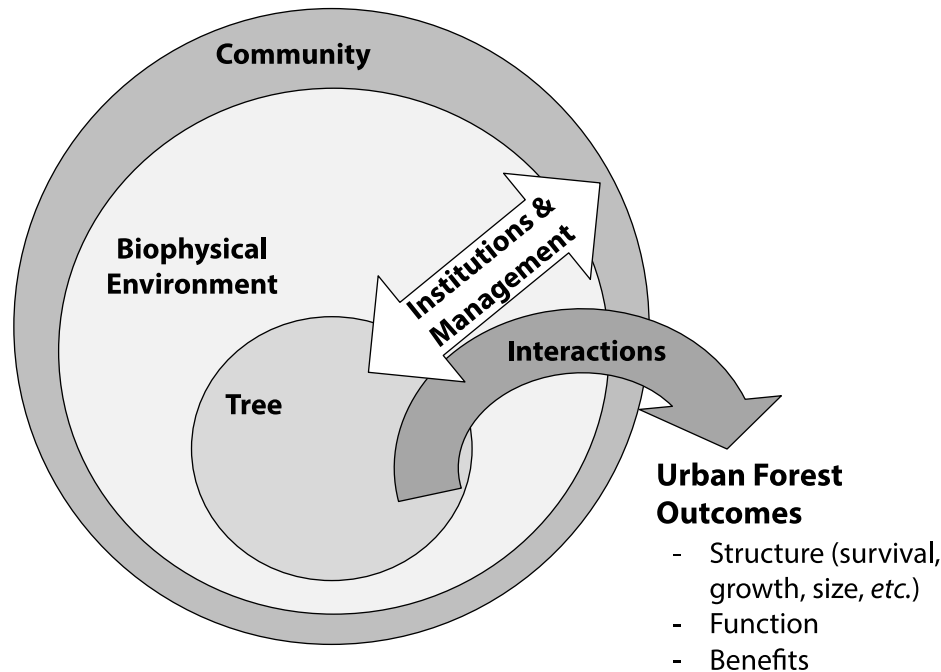 Community
Biophysical
Environment
Institutions &
Management
Interactions
Tree
Urban Forest
Outcomes
- Structure (survival,
growth, size, etc.)
- Function
- Benefits